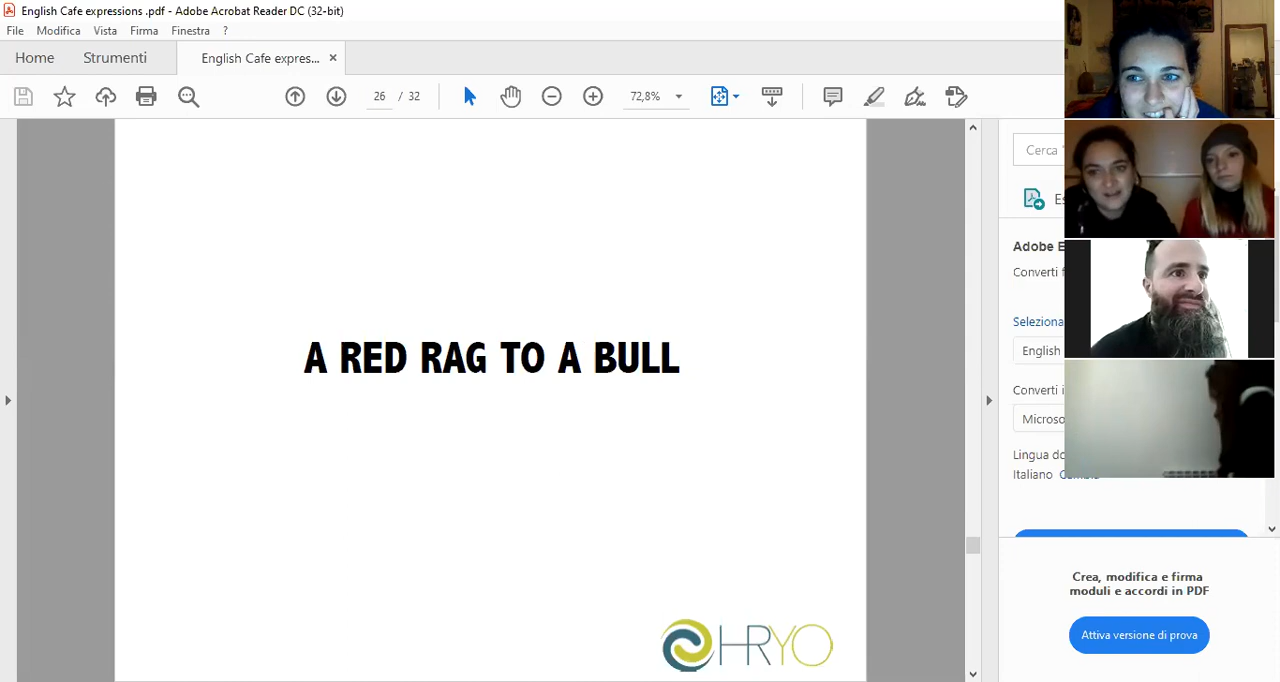 English Cafe expressions .pdf - Adobe Acrobat Reader DC (32-bit)
File Modifica Vista Firma Finestra ?
Home Strumenti English Cafe expres... ×
26 / 32 72,8%
Cerca
Adobe E
Converti
Seleziona
English
Converti i
Microso
Lingua do
Italiano
A RED RAG TO A BULL
HRYO
Crea, modifica e firma
moduli e accordi in PDF
Attiva versione di prova